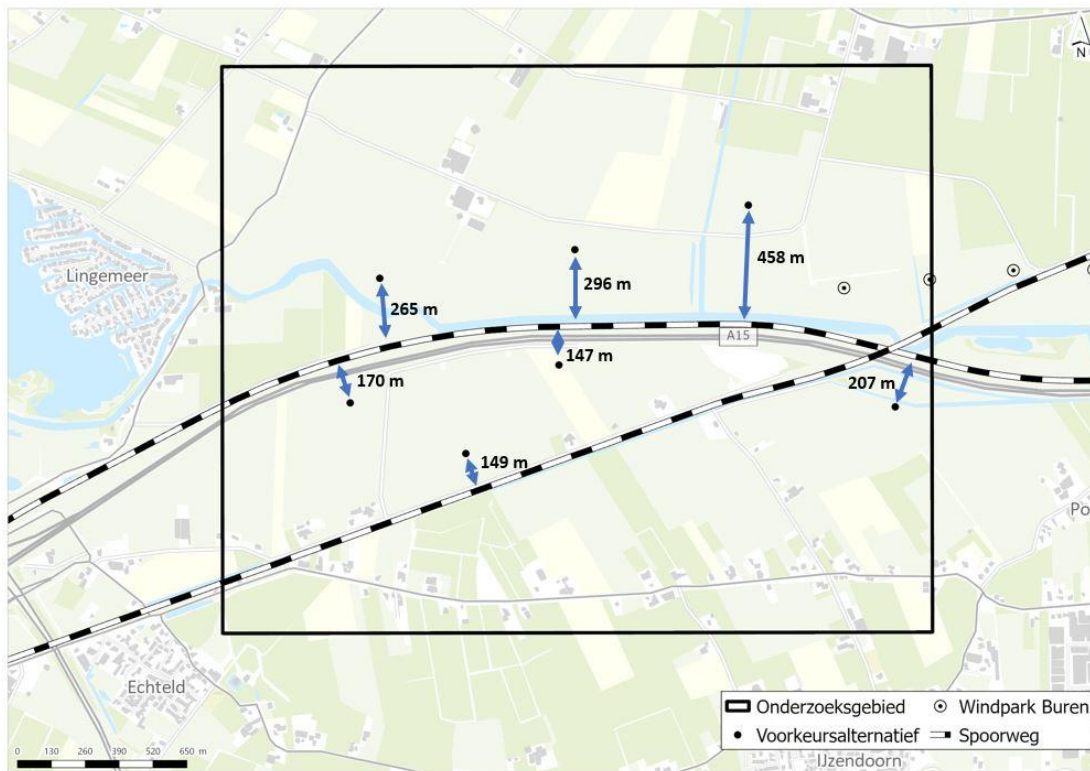 N
Lingemeer
265 m
296 m
458 m
A15
147 m
170 m
207 m
149 m
Po
Echteld
IJzendoorn
0 130 260 390 520 650 m
Onderzoeksgebied
Windpark Buren
Voorkeursalternatief
Spoorweg